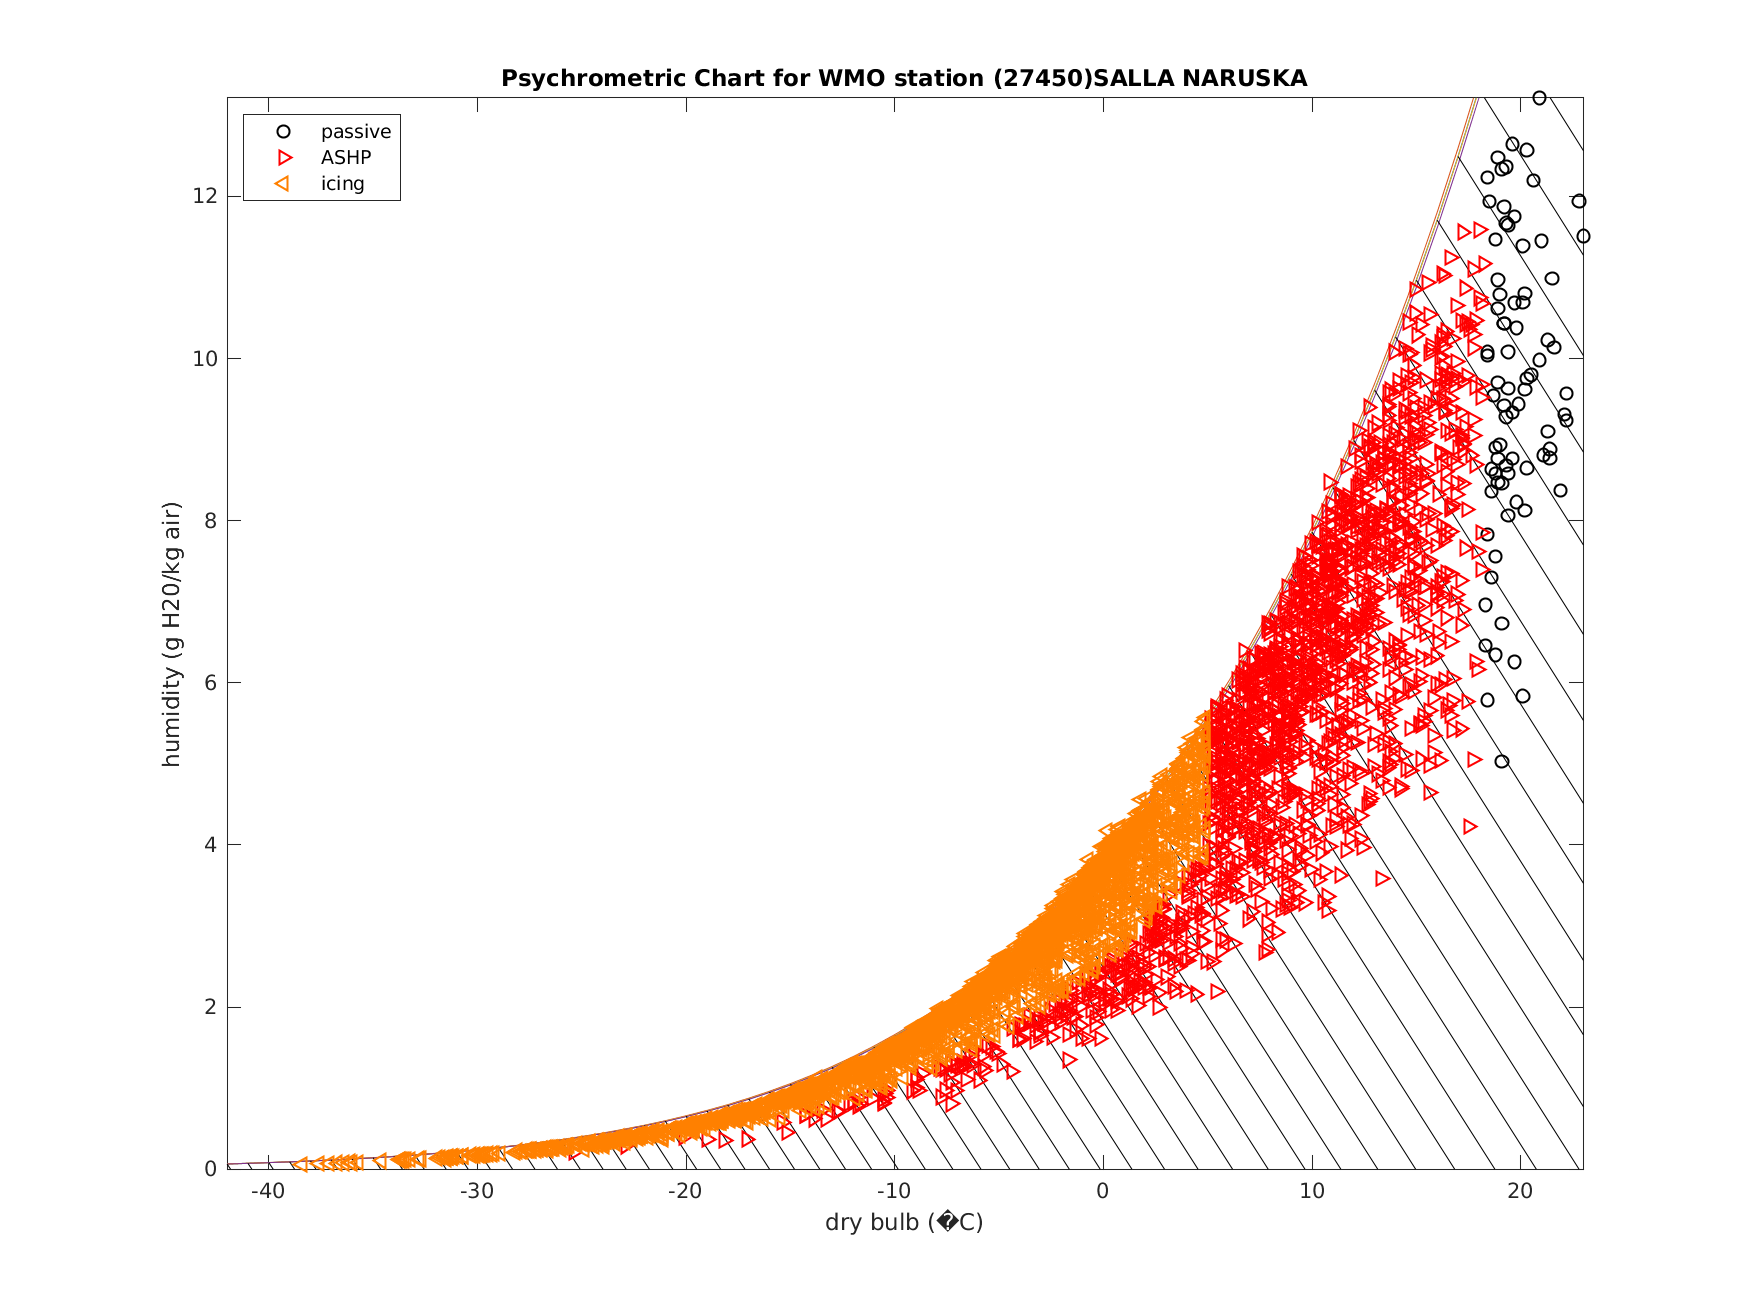 Psychrometric Chart for WMO station (27450)SALLA NARUSKA
passive
ASHP
icing
humidity (g H20/kg air)
12
10
8
6
4
2
0
-40 -30 -20 -10 0 10 20
dry bulb (�C)